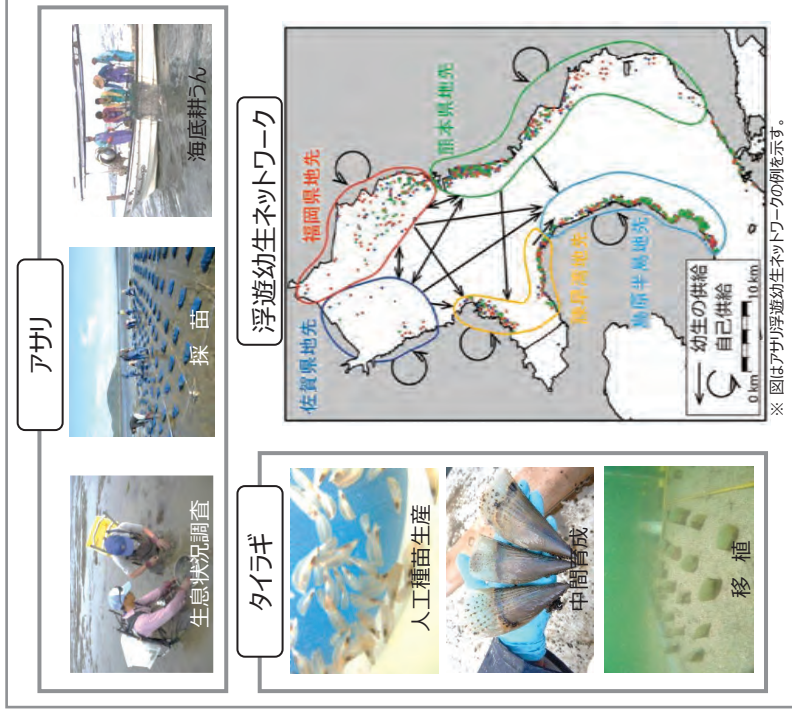 アサリ
生息状況調査
採 苗
海底耕うん
タイラギ
人工種苗生産
中間育成
移 植
浮遊幼生ネットワーク
佐賀県地先
福岡県地先
熊本県地先
諫早湾地先
島原半島地先
幼生の供給
自己供給
0 km
10 km
※ 図はアサリ浮遊幼生ネットワークの例を示す。